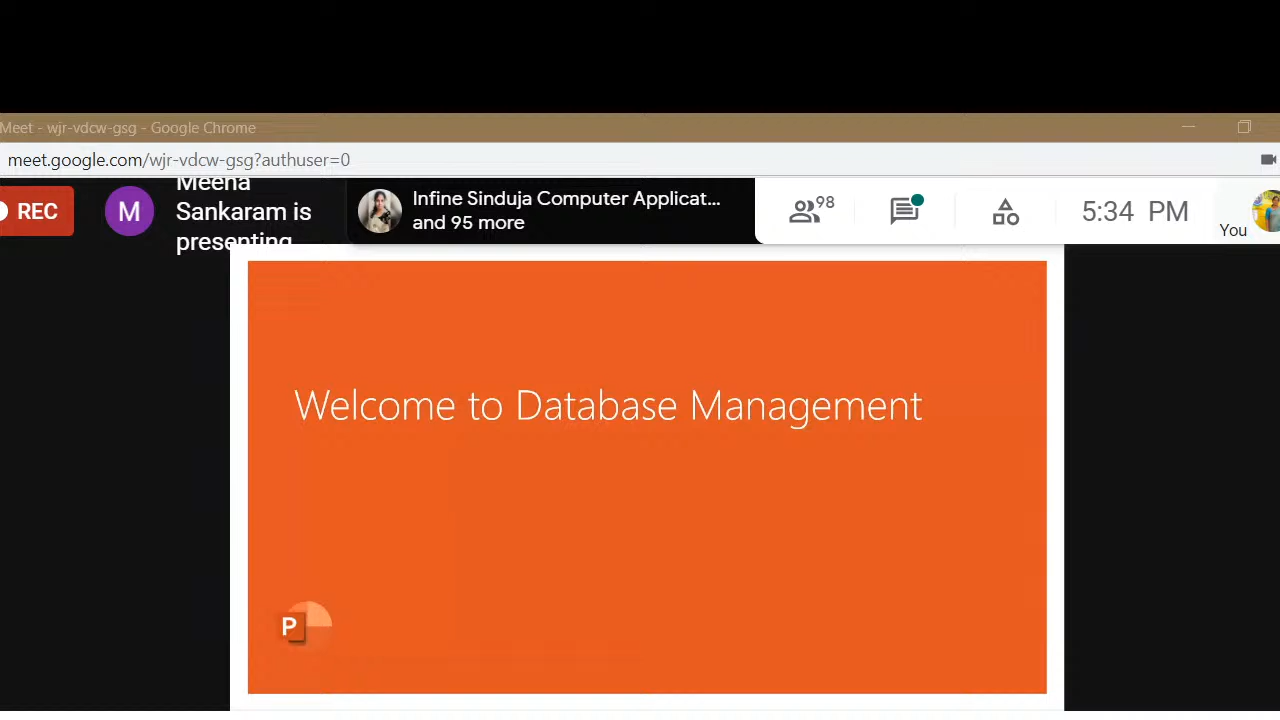 Meet - wjr-vdcw-gsg - Google Chrome
meet.google.com/wjr-vdcw-gsg?authuser=0
REC
M
Meena
Sankaram is
presenting
Infine Sinduja Computer Applicat...
and 95 more
98
5:34 PM
You
Welcome to Database Management
P